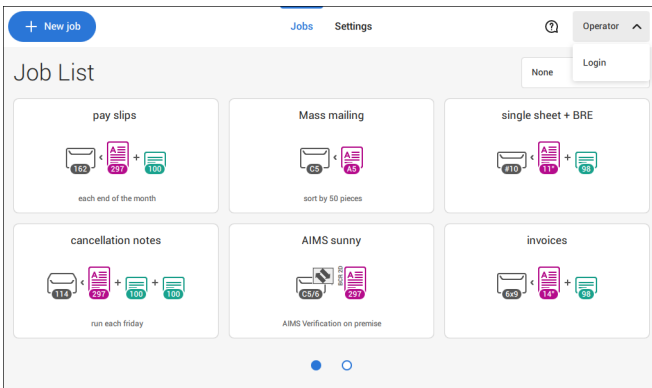 + New job
Jobs
Settings
?
Operator
Login
Job List
None
pay slips
162
297
+
100
each end of the month
Mass mailing
C5
A5
sort by 50 pieces
single sheet + BRE
#10
11"
+
98
cancellation notes
114
297
+
100
+
100
run each friday
AIMS sunny
C5/6
BCR 2D
297
AIMS Verification on premise
invoices
6x9
14"
+
98